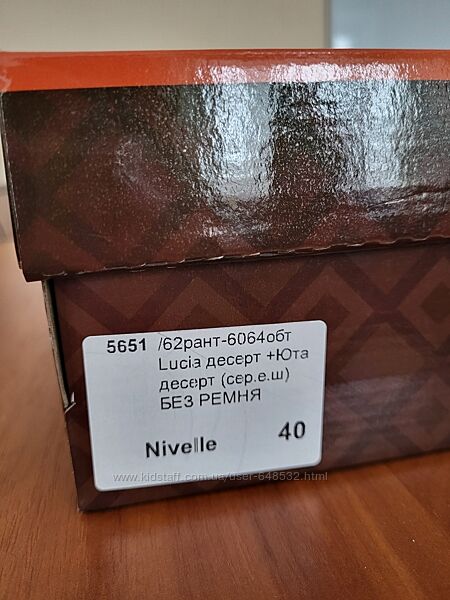 5651 /62рант-6064обт
Lucia десерт +Юта
десерт (сер.е.ш)
БЕЗ РЕМНЯ
Nivelle 40
www.kidstaff.com.ua/user-648532.html